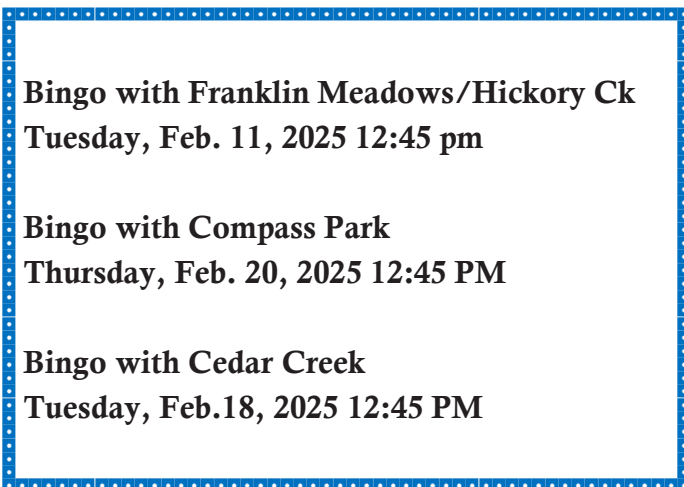 Bingo with Franklin Meadows/Hickory Ck
Tuesday, Feb. 11, 2025 12:45 pm
Bingo with Compass Park
Thursday, Feb. 20, 2025 12:45 PM
Bingo with Cedar Creek
Tuesday, Feb.18, 2025 12:45 PM